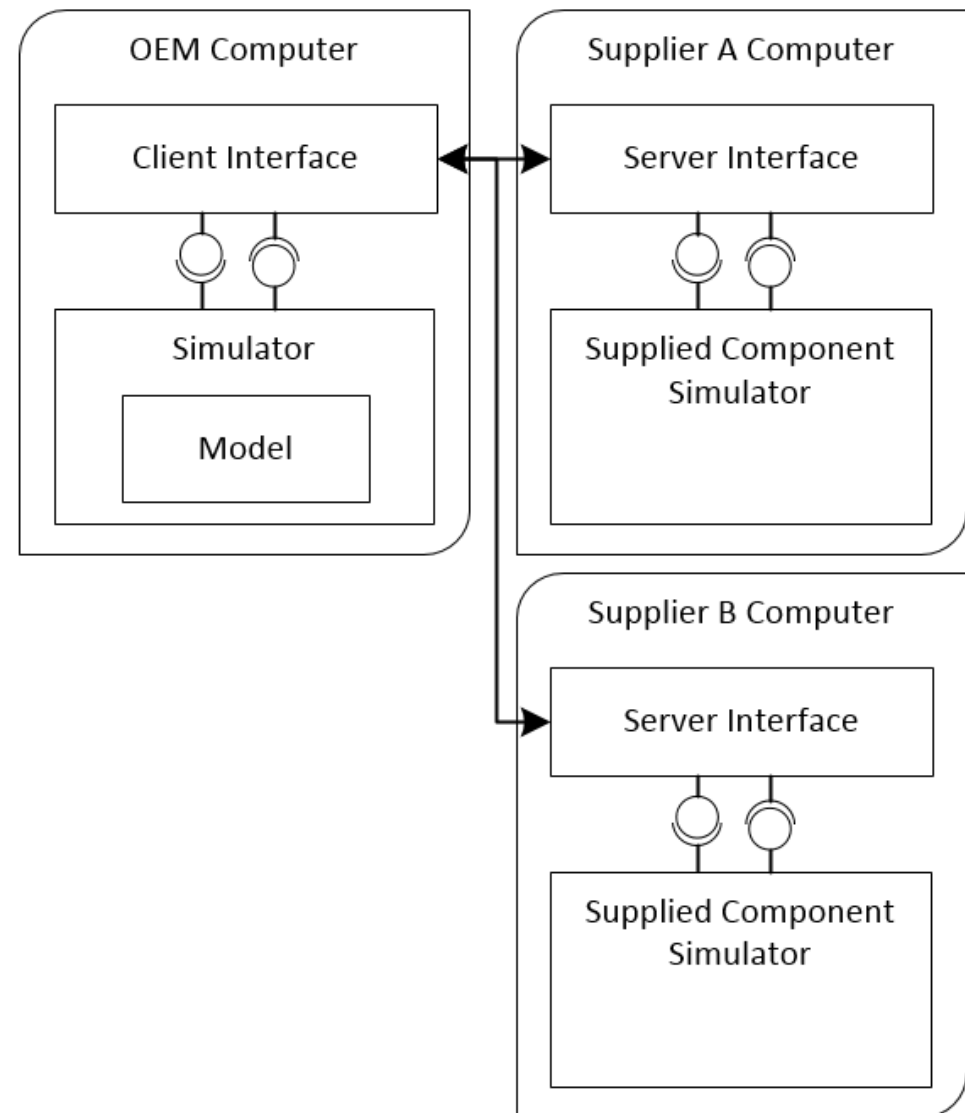 OEM Computer
Client Interface
Simulator
Model
Supplier A Computer
Server Interface
Supplied Component
Simulator
Supplier B Computer
Server Interface
Supplied Component
Simulator